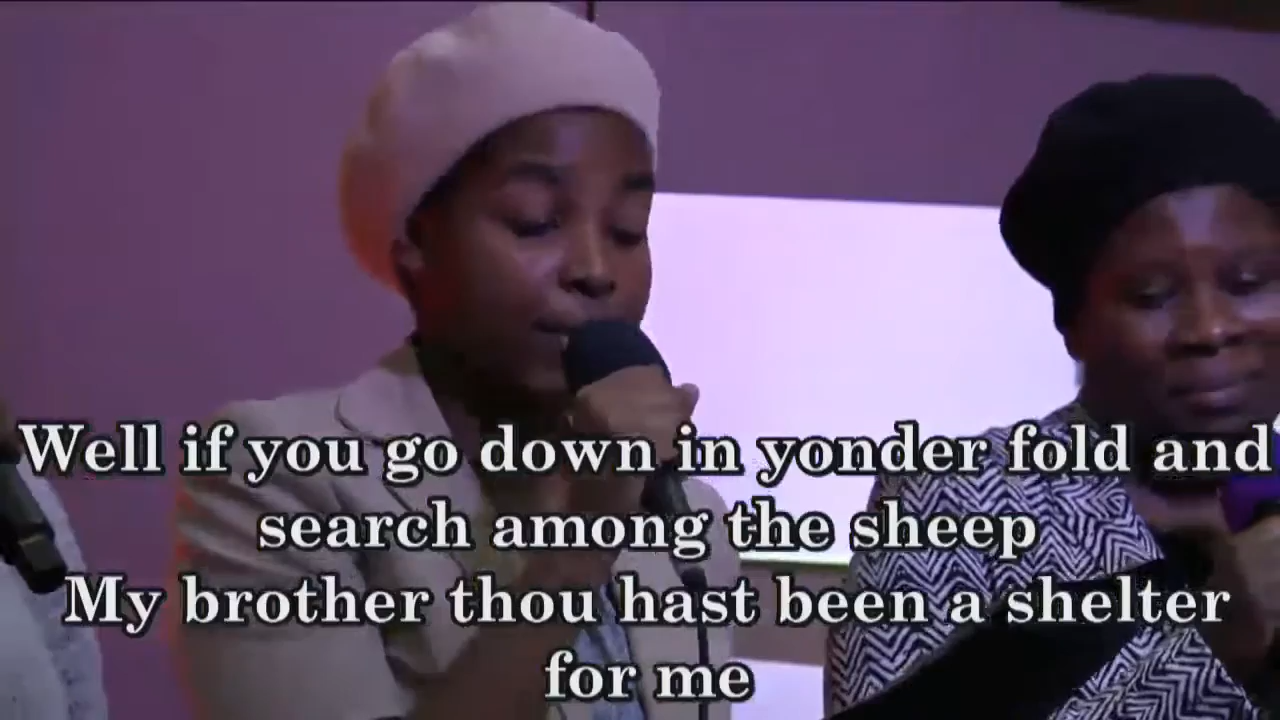 Well if you go down in yonder fold and
search among the sheep
My brother thou hast been a shelter
for me